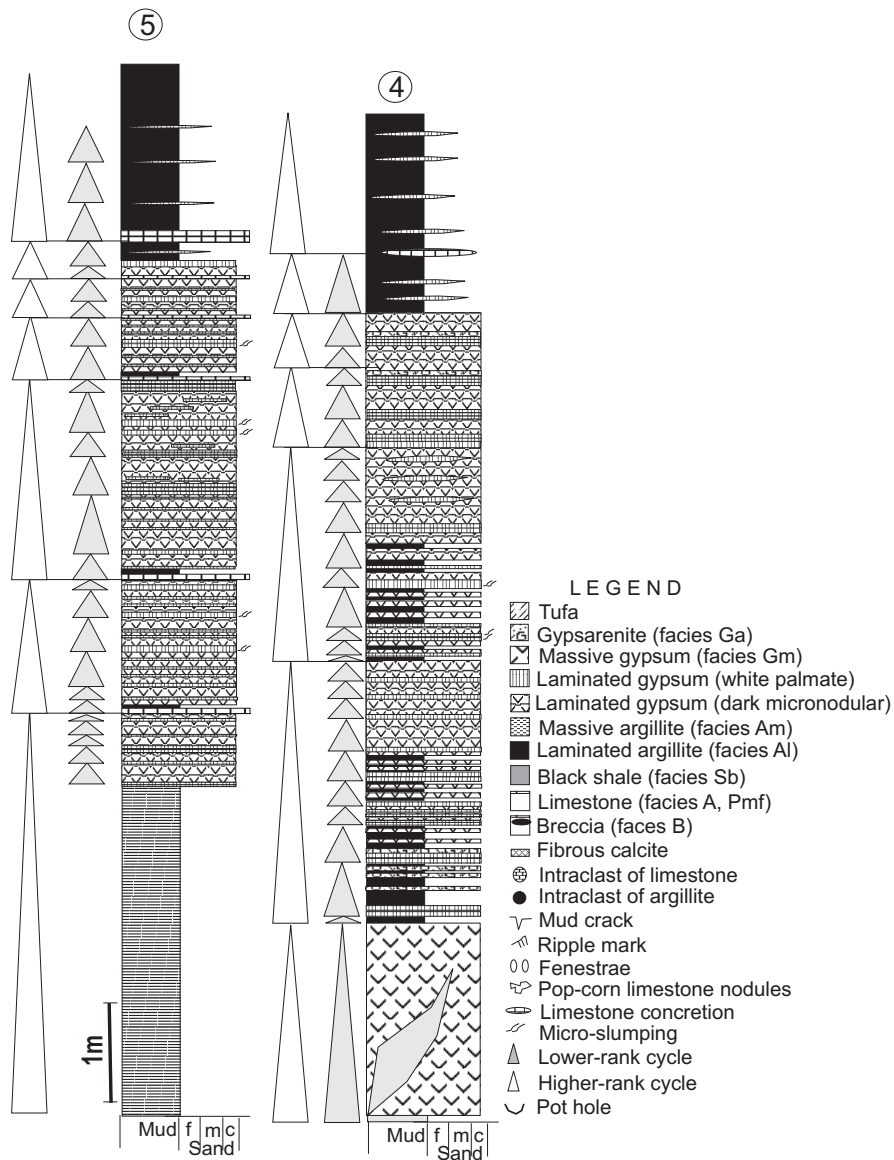 5
4
LEGEND
Tufa
Gypsarenite (facies Ga)
Massive gypsum (facies Gm)
Laminated gypsum (white palmate)
Laminated gypsum (dark micronodular)
Massive argillite (facies Am)
Laminated argillite (facies Al)
Black shale (facies Sb)
Limestone (facies A, Pmf)
Breccia (faces B)
Fibrous calcite
Intraclast of limestone
Intraclast of argillite
Mud crack
Ripple mark
Fenestrae
Pop-corn limestone nodules
Limestone concretion
Micro-slumping
Lower-rank cycle
Higher-rank cycle
Pot hole
1m
Mud f m c
Sand
Mud f m c
Sand